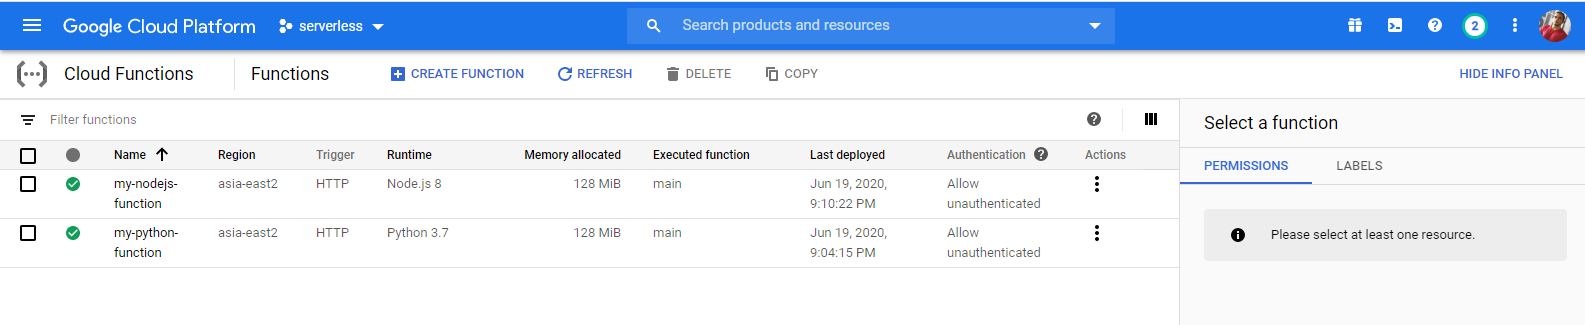 Google Cloud Platform serverless Search products and resources 2
Cloud Functions Functions CREATE FUNCTION REFRESH DELETE COPY HIDE INFO PANEL
Filter functions
Select a function
Name Region Trigger Runtime Memory allocated Executed function Last deployed Authentication Actions
PERMISSIONS LABELS
my-nodejs- asia-east2 HTTP Node.js 8 128 MiB main Jun 19, 2020, Allow
function 9:10:22 PM unauthenticated
my-python- asia-east2 HTTP Python 3.7 128 MiB main Jun 19, 2020, Allow
function 9:04:15 PM unauthenticated
Please select at least one resource.